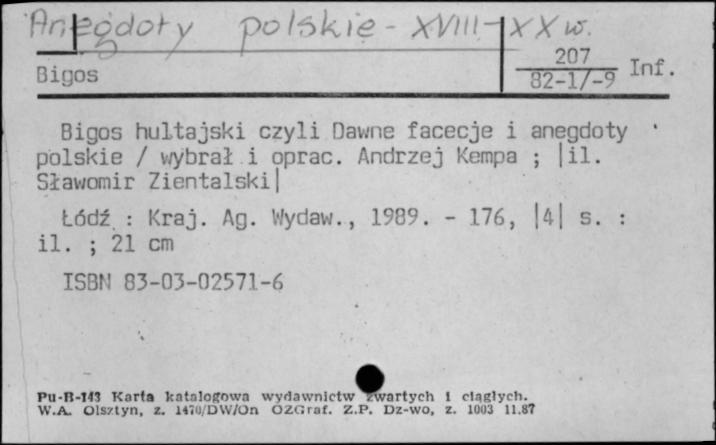 Anegdoty polskie - XVIII-XX w.
Bigos
207
82-1/-9 Inf.
Bigos hultajski czyli Dawne facecje i anegdoty
polskie / wybrał i oprac. Andrzej Kempa ; |il.
Sławomir Zientalski|
Łódź : Kraj. Ag. Wydaw., 1989. - 176, |4| s. :
il. ; 21 cm
ISBN 83-03-02571-6
Pu-B-143 Karta katalogowa wydawnictw zwartych i ciągłych.
W.A. Olsztyn, z. 1470/DW/On OZGraf. Z.P. Dz-wo, z. 1003 11.87